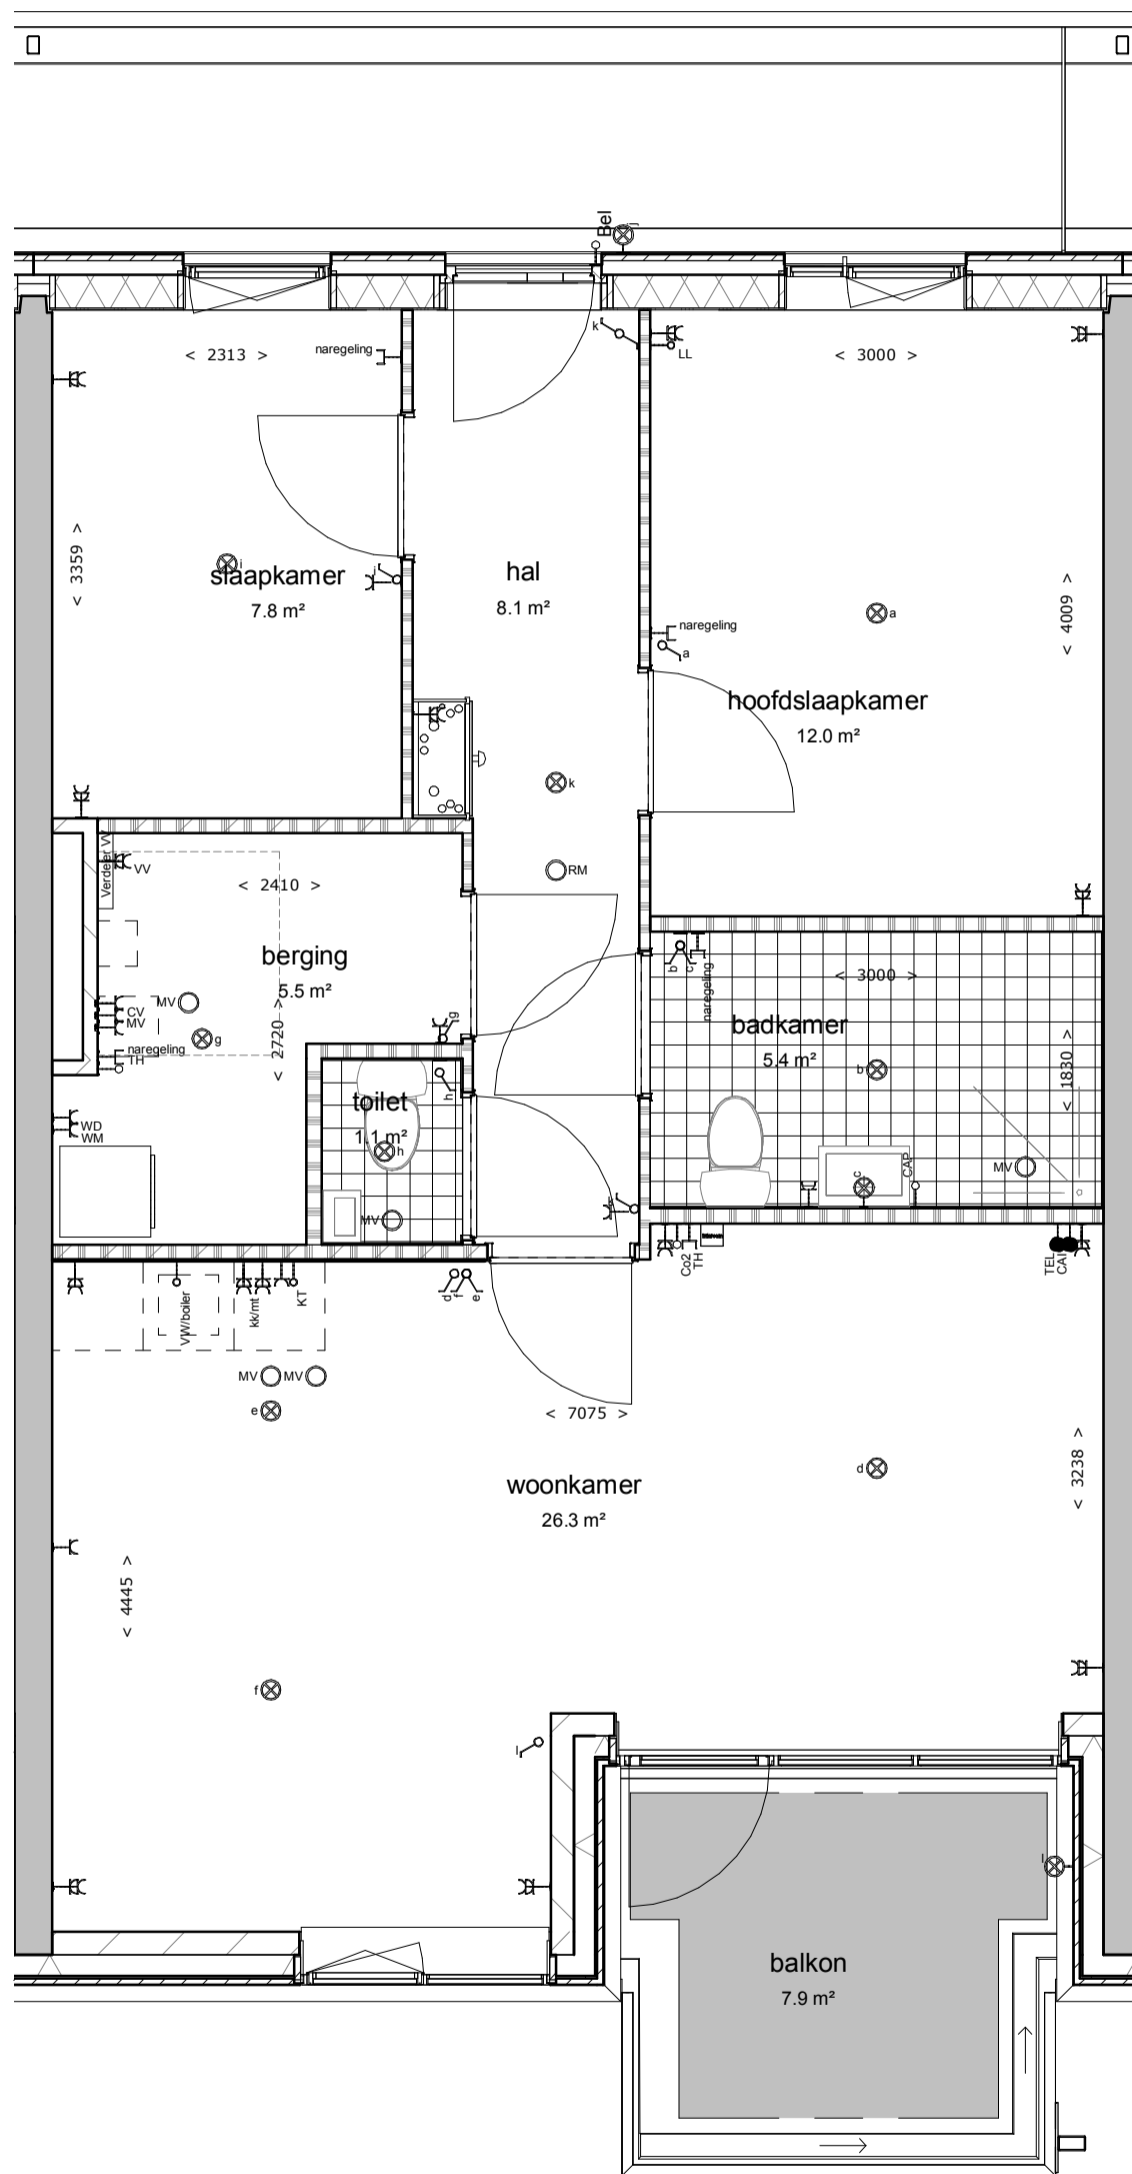 Bel
j
< 2313 >
naregeling
k
LL
< 3000 >
< 3359 >
i
slaapkamer
7.8 m²
i
hal
8.1 m²
a
< 4009 >
naregeling
a
hoofdslaapkamer
12.0 m²
k
RM
Verdeler VV
VV
< 2410 >
berging
5.5 m²
MV
CV
MV
g
naregeling
TH
< 2720 >
g
b
c
naregeling
< 3000 >
badkamer
5.4 m²
b
< 1830 >
toilet
1.1 m²
h
h
MV
WD
WM
c
CAP
MV
k
Co2
TH
TEL
CAI
VW/boiler
kk/mt
KT
d
f
e
MV
MV
e
< 7075 >
woonkamer
26.3 m²
d
< 3238 >
< 4445 >
f
l
l
balkon
7.9 m²